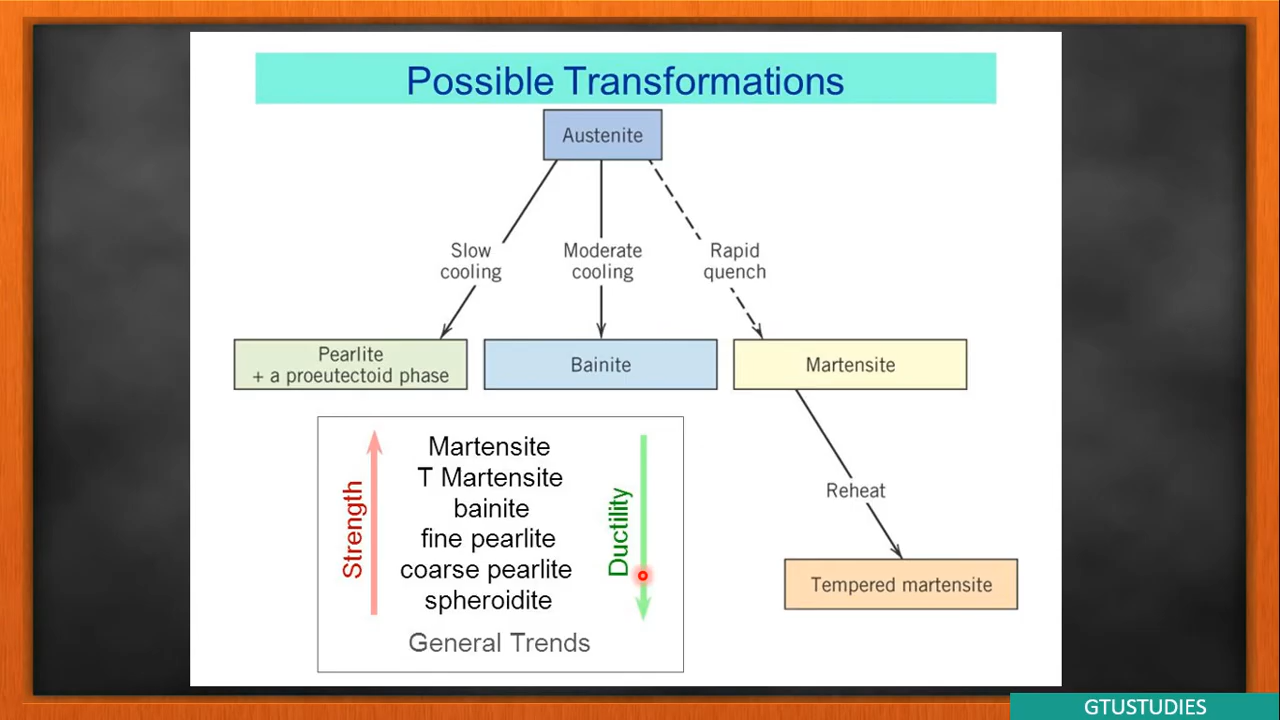 Possible Transformations
Austenite
Slow
cooling
Moderate
cooling
Rapid
quench
Pearlite
+ a proeutectoid phase
Bainite
Martensite
Strength
Martensite
T Martensite
bainite
fine pearlite
coarse pearlite
spheroidite
Ductility
General Trends
Reheat
Tempered martensite
GTUSTUDIES